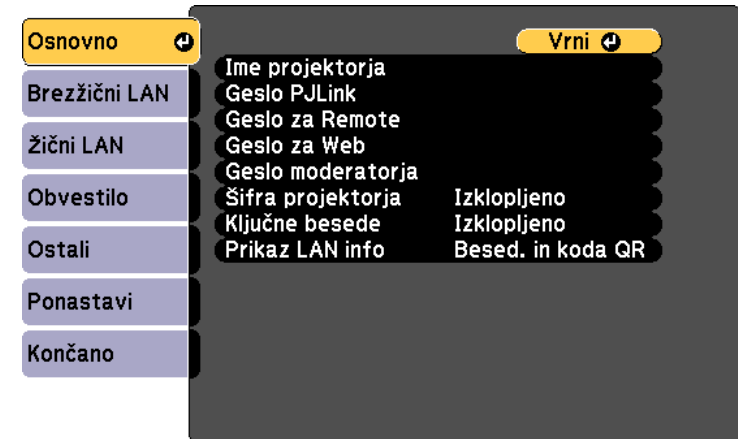 Osnovno
Brezžični LAN
Žični LAN
Obvestilo
Ostali
Ponastavi
Končano
Vrni
Ime projektorja
Geslo PJLink
Geslo za Remote
Geslo za Web
Geslo moderatorja
Šifra projektorja Izklopljeno
Ključne besede Izklopljeno
Prikaz LAN info Besed. in koda QR